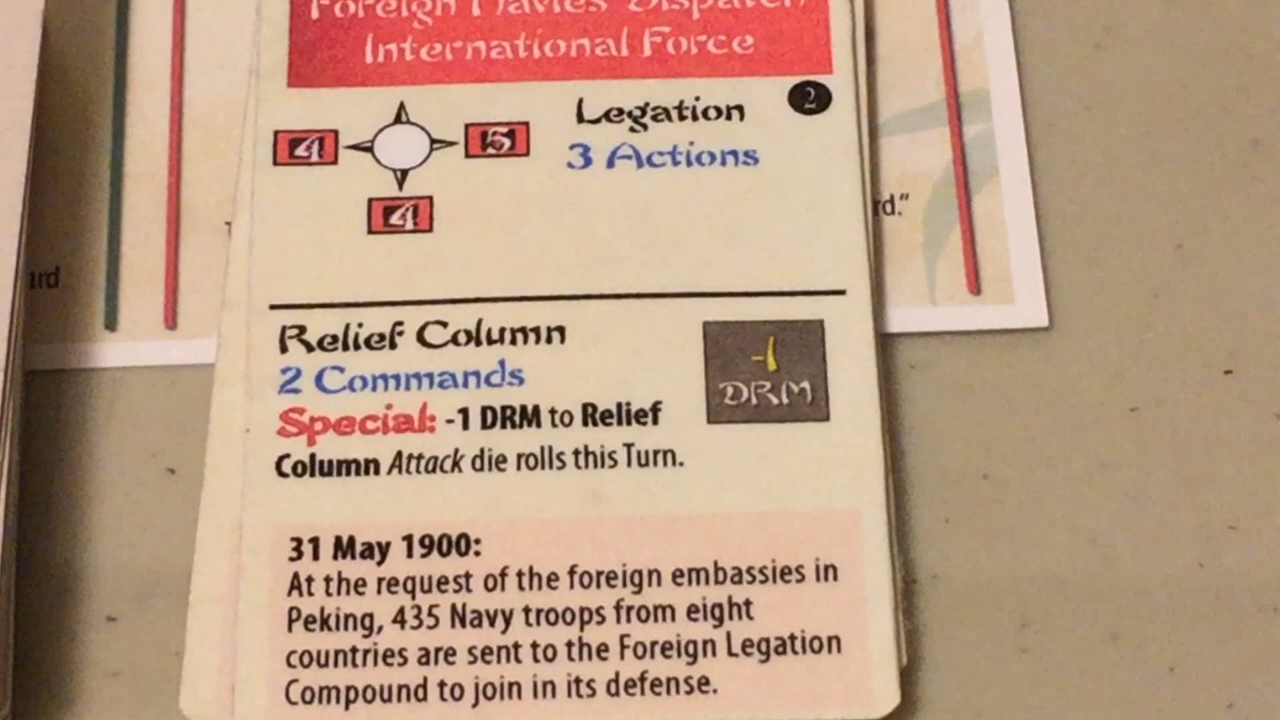 Foreign Navies Dispatch
International Force
2
Legation
3 Actions
4
5
4
rd."
ard
Relief Column
2 Commands
Special: -1 DRM to Relief
Column Attack die rolls this Turn.
-1
DRM
31 May 1900:
At the request of the foreign embassies in
Peking, 435 Navy troops from eight
countries are sent to the Foreign Legation
Compound to join in its defense.